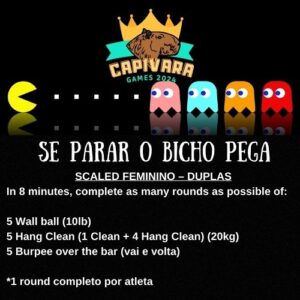 CAPIVARA
GAMES 2024
SE PARAR O BICHO PEGA
SCALED FEMININO – DUPLAS
In 8 minutes, complete as many rounds as possible of:
5 Wall ball (10lb)
5 Hang Clean (1 Clean + 4 Hang Clean) (20kg)
5 Burpee over the bar (vai e volta)
*1 round completo por atleta